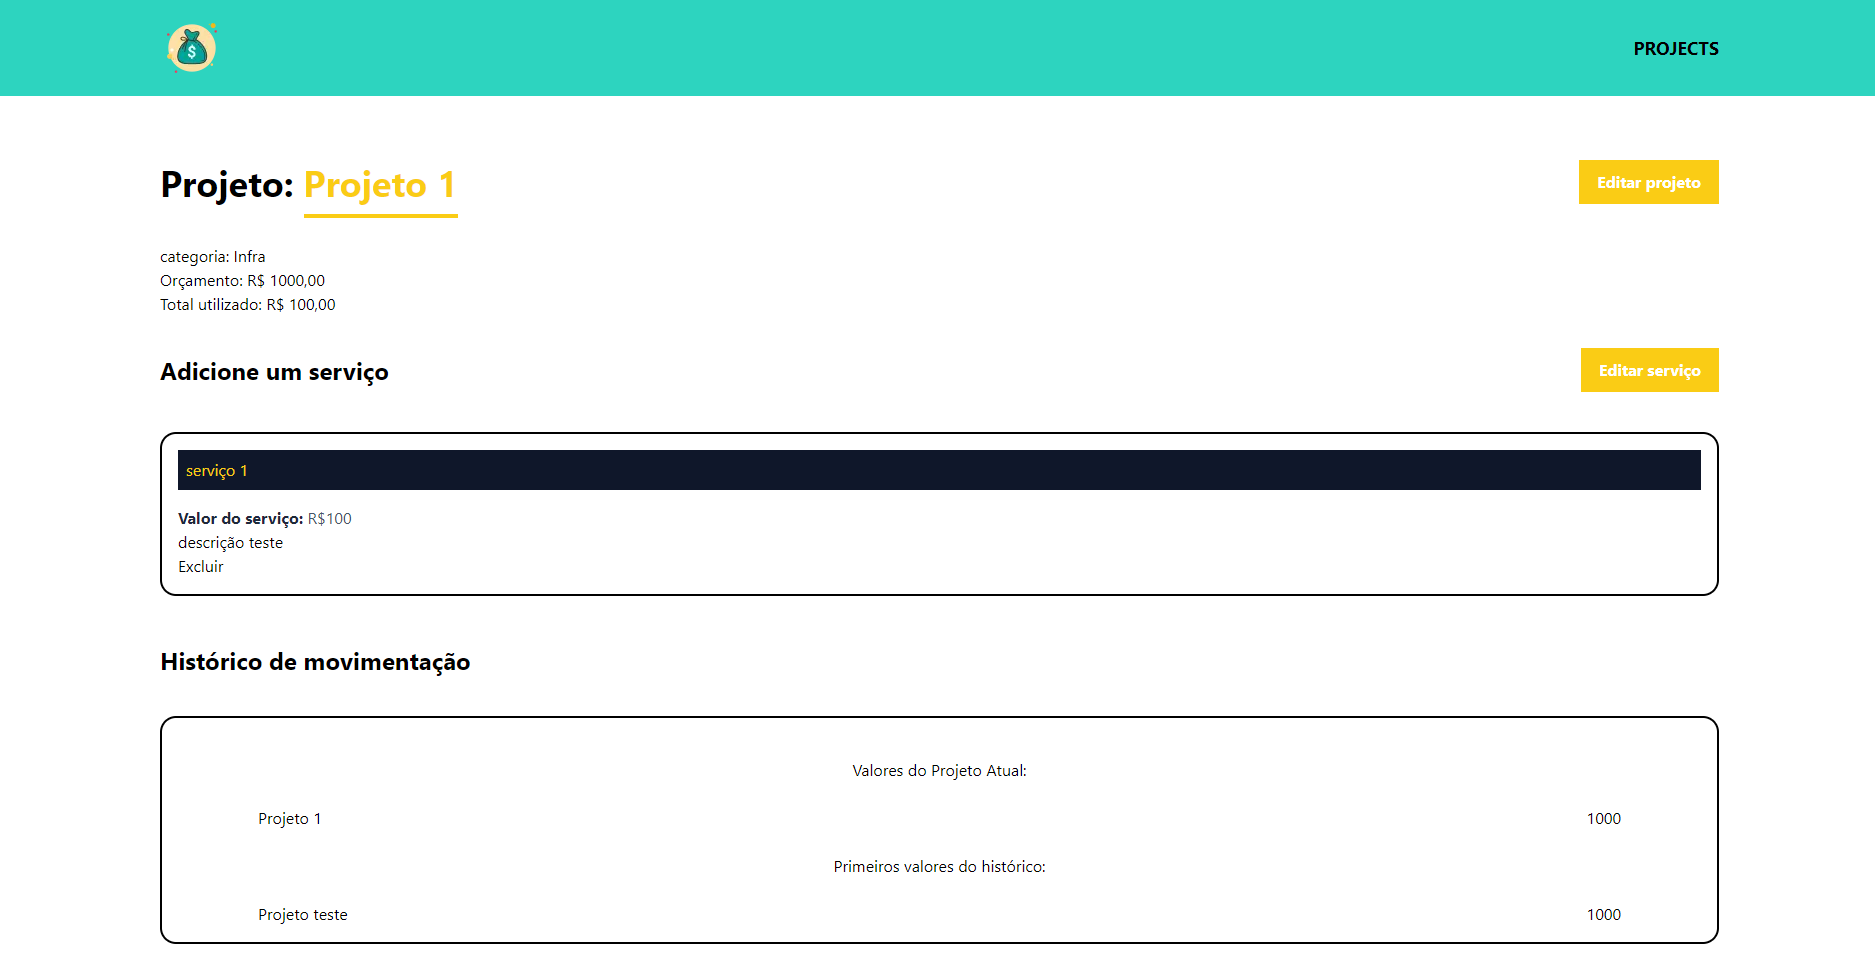 $
PROJECTS
Projeto: Projeto 1
Editar projeto
categoria: Infra
Orçamento: R$ 1000,00
Total utilizado: R$ 100,00
Adicione um serviço
Editar serviço
serviço 1
Valor do serviço: R$100
descrição teste
Excluir
Histórico de movimentação
Valores do Projeto Atual:
Projeto 1 1000
Primeiros valores do histórico:
Projeto teste 1000